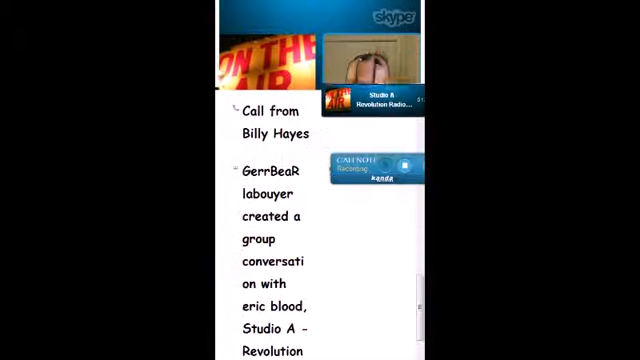 skype
ON THE
AIR
Studio A
Revolution Radio...
Call from
Billy Hayes
CALLNOTE
Recording
kanda
GerrBeaR
labouyer
created a
group
conversati
on with
eric blood,
Studio A -
Revolution